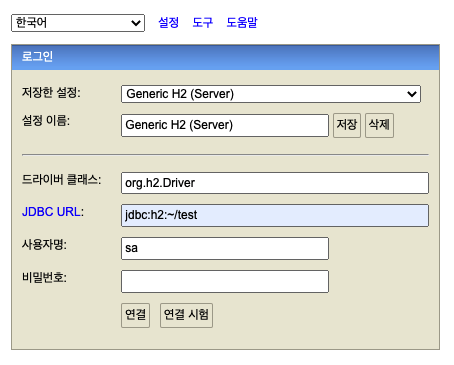 한국어 설정 도구 도움말
로그인
저장한 설정: Generic H2 (Server)
설정 이름: Generic H2 (Server) 저장 삭제
드라이버 클래스: org.h2.Driver
JDBC URL: jdbc:h2:~/test
사용자명: sa
비밀번호:
연결 연결 시험